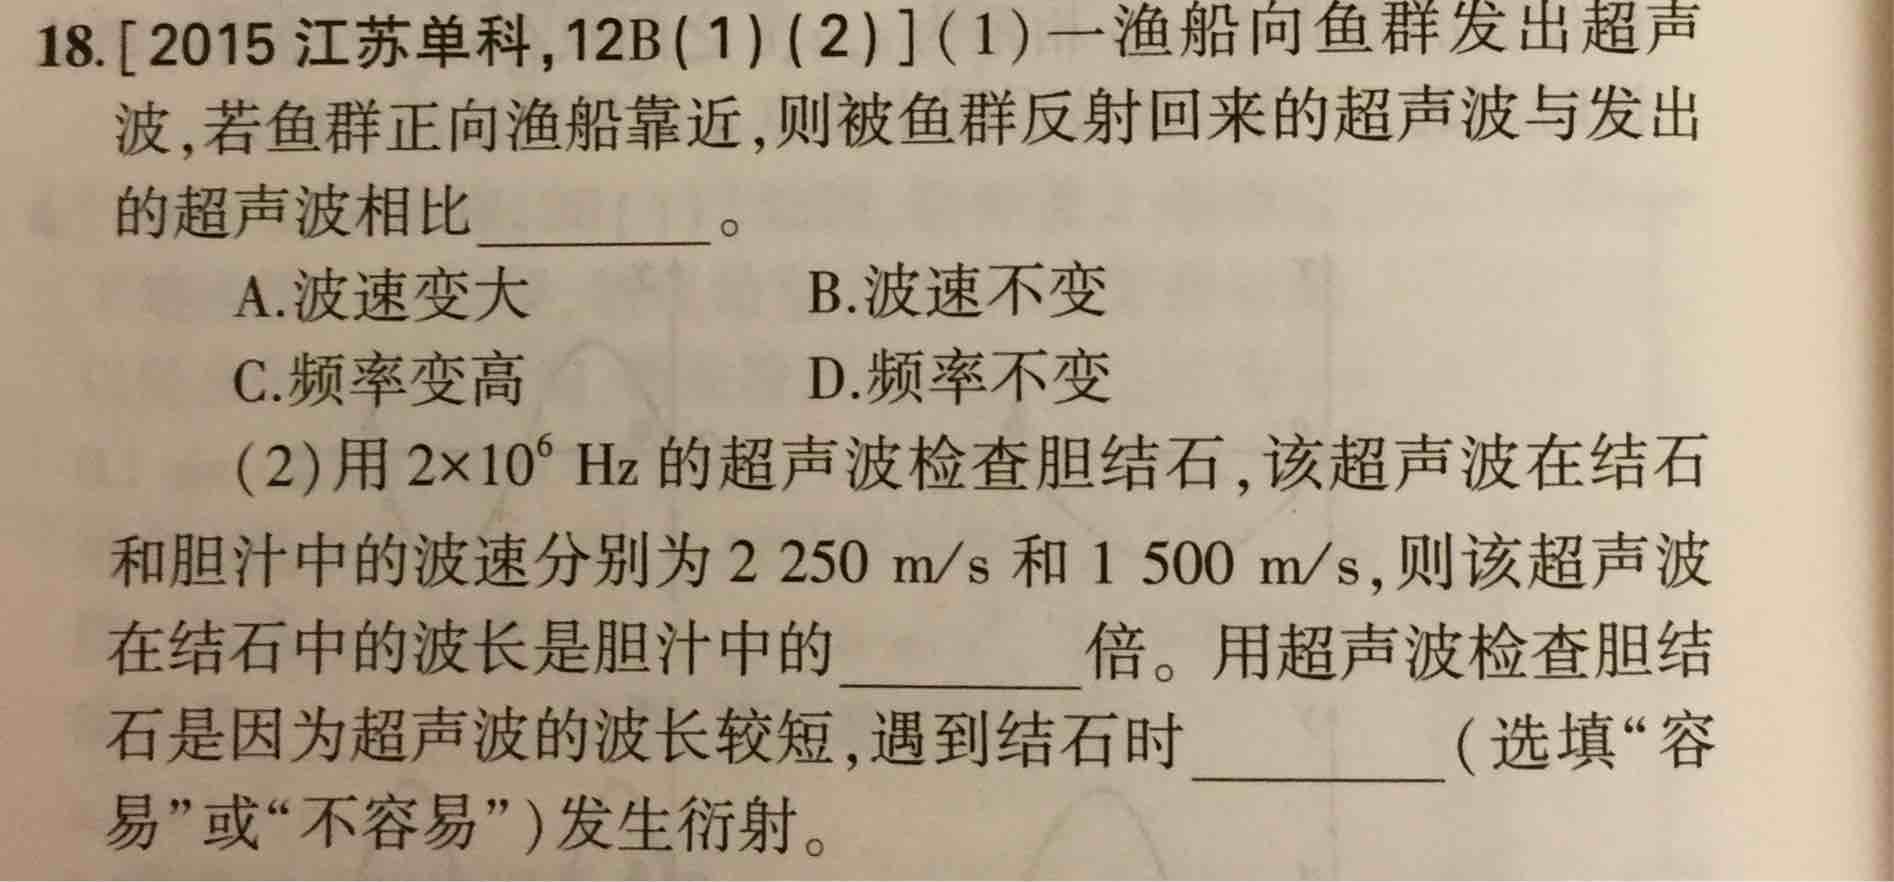 18.[2015江苏单科,12B(1)(2)](1)一渔船向鱼群发出超声
波,若鱼群正向渔船靠近,则被鱼群反射回来的超声波与发出
的超声波相比________。
A.波速变大 B.波速不变
C.频率变高 D.频率不变
(2)用2×10⁶ Hz的超声波检查胆结石,该超声波在结石
和胆汁中的波速分别为2 250 m/s和1 500 m/s,则该超声波
在结石中的波长是胆汁中的________倍。用超声波检查胆结
石是因为超声波的波长较短,遇到结石时________(选填“容
易”或“不容易”)发生衍射。